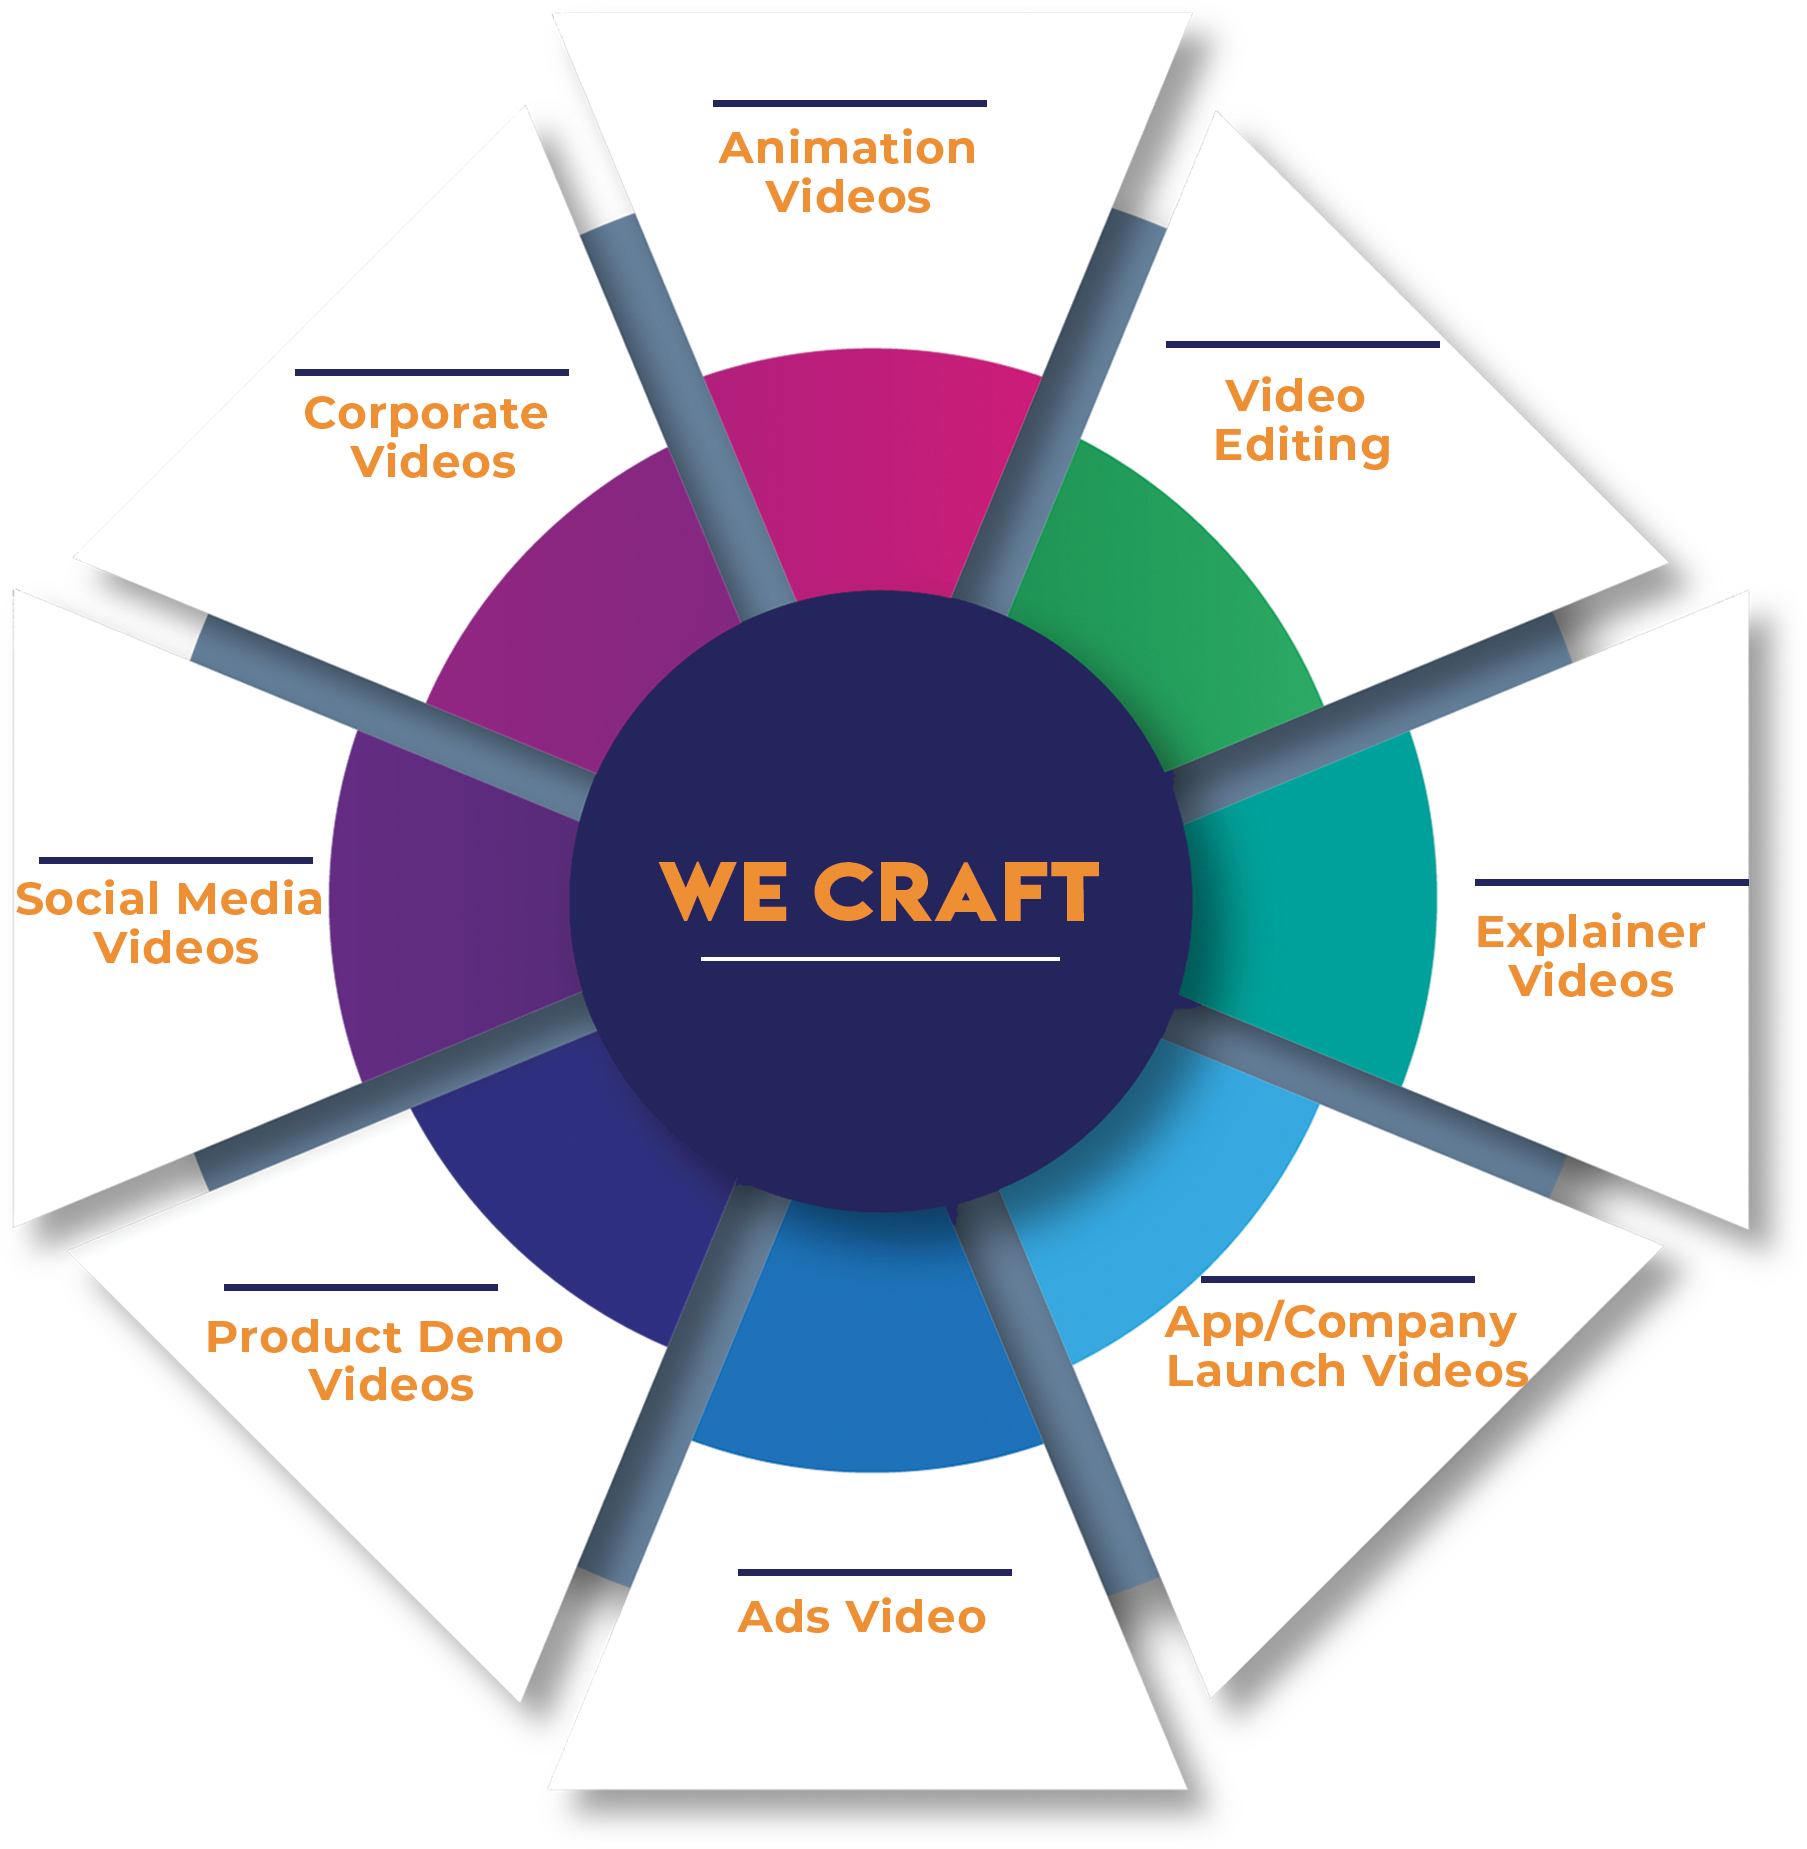 Animation
Videos
Video
Editing
Corporate
Videos
WE CRAFT
Social Media
Videos
Explainer
Videos
Product Demo
Videos
App/Company
Launch Videos
Ads Video